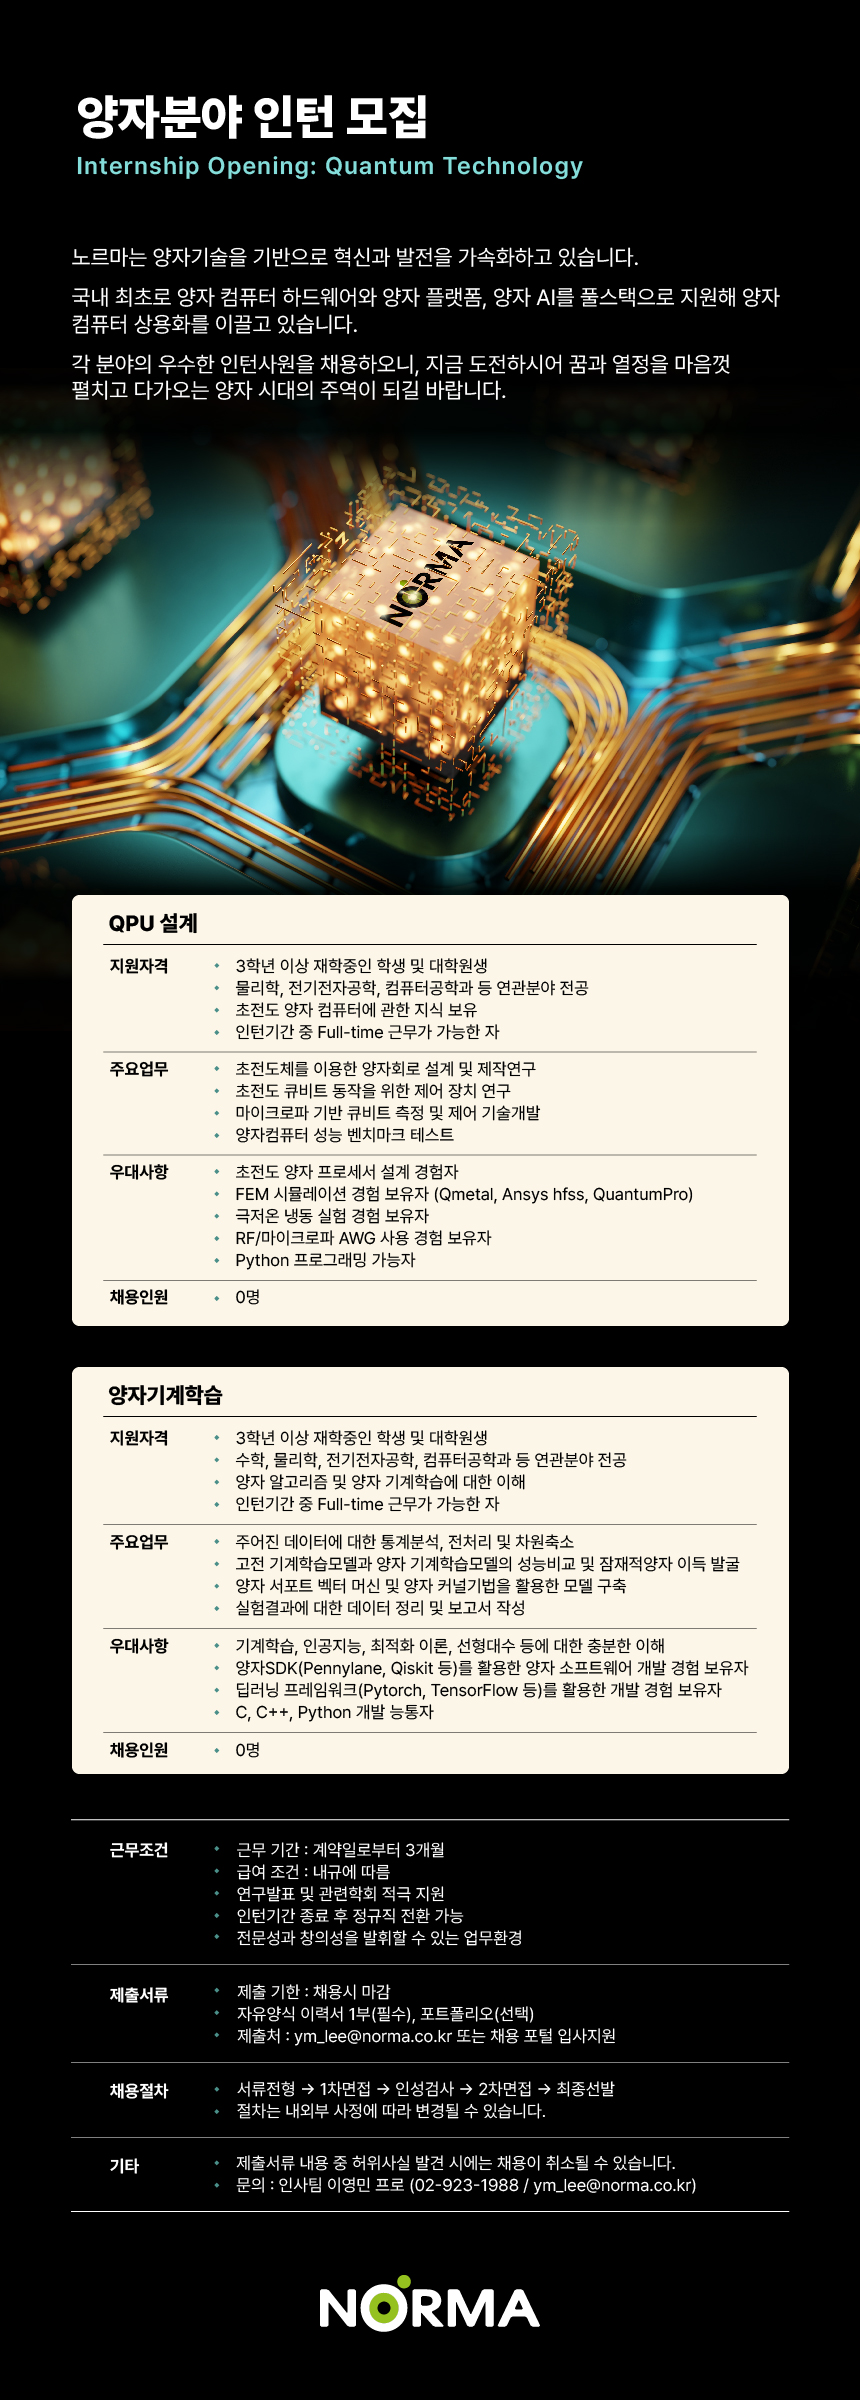 양자분야 인턴 모집
Internship Opening: Quantum Technology
노르마는 양자기술을 기반으로 혁신과 발전을 가속화하고 있습니다.
국내 최초로 양자 컴퓨터 하드웨어와 양자 플랫폼, 양자 AI를 풀스택으로 지원해 양자
컴퓨터 상용화를 이끌고 있습니다.
각 분야의 우수한 인턴사원을 채용하오니, 지금 도전하시어 꿈과 열정을 마음껏
펼치고 다가오는 양자 시대의 주역이 되길 바랍니다.
NORMA
QPU 설계
지원자격
• 3학년 이상 재학중인 학생 및 대학원생
• 물리학, 전기전자공학, 컴퓨터공학과 등 연관분야 전공
• 초전도 양자 컴퓨터에 관한 지식 보유
• 인턴기간 중 Full-time 근무가 가능한 자
주요업무
• 초전도체를 이용한 양자회로 설계 및 제작연구
• 초전도 큐비트 동작을 위한 제어 장치 연구
• 마이크로파 기반 큐비트 측정 및 제어 기술개발
• 양자컴퓨터 성능 벤치마크 테스트
우대사항
• 초전도 양자 프로세서 설계 경험자
• FEM 시뮬레이션 경험 보유자 (Qmetal, Ansys hfss, QuantumPro)
• 극저온 냉동 실험 경험 보유자
• RF/마이크로파 AWG 사용 경험 보유자
• Python 프로그래밍 가능자
채용인원
• 0명
양자기계학습
지원자격
• 3학년 이상 재학중인 학생 및 대학원생
• 수학, 물리학, 전기전자공학, 컴퓨터공학과 등 연관분야 전공
• 양자 알고리즘 및 양자 기계학습에 대한 이해
• 인턴기간 중 Full-time 근무가 가능한 자
주요업무
• 주어진 데이터에 대한 통계분석, 전처리 및 차원축소
• 고전 기계학습모델과 양자 기계학습모델의 성능비교 및 잠재적양자 이득 발굴
• 양자 서포트 벡터 머신 및 양자 커널기법을 활용한 모델 구축
• 실험결과에 대한 데이터 정리 및 보고서 작성
우대사항
• 기계학습, 인공지능, 최적화 이론, 선형대수 등에 대한 충분한 이해
• 양자SDK(Pennylane, Qiskit 등)를 활용한 양자 소프트웨어 개발 경험 보유자
• 딥러닝 프레임워크(Pytorch, TensorFlow 등)를 활용한 개발 경험 보유자
• C, C++, Python 개발 능통자
채용인원
• 0명
근무조건
• 근무 기간 : 계약일로부터 3개월
• 급여 조건 : 내규에 따름
• 연구발표 및 관련학회 적극 지원
• 인턴기간 종료 후 정규직 전환 가능
• 전문성과 창의성을 발휘할 수 있는 업무환경
제출서류
• 제출 기한 : 채용시 마감
• 자유양식 이력서 1부(필수), 포트폴리오(선택)
• 제출처 : ym_lee@norma.co.kr 또는 채용 포털 입사지원
채용절차
• 서류전형 → 1차면접 → 인성검사 → 2차면접 → 최종선발
• 절차는 내외부 사정에 따라 변경될 수 있습니다.
기타
• 제출서류 내용 중 허위사실 발견 시에는 채용이 취소될 수 있습니다.
• 문의 : 인사팀 이영민 프로 (02-923-1988 / ym_lee@norma.co.kr)
NORMA